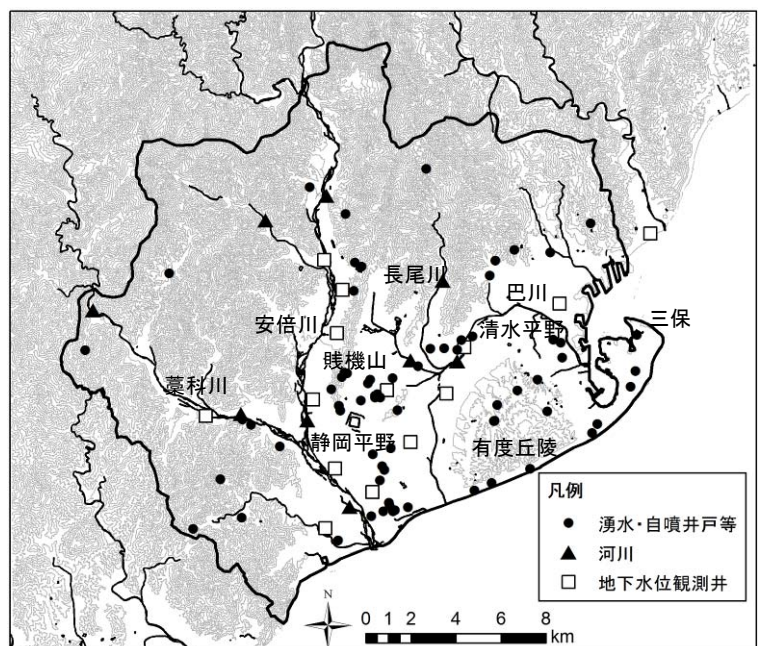 長尾川
巴川
三保
安倍川
清水平野
賎機山
藁科川
静岡平野
有度丘陵
凡例
湧水・自噴井戸等
河川
地下水位観測井
N
0 1 2 4 6 8
km